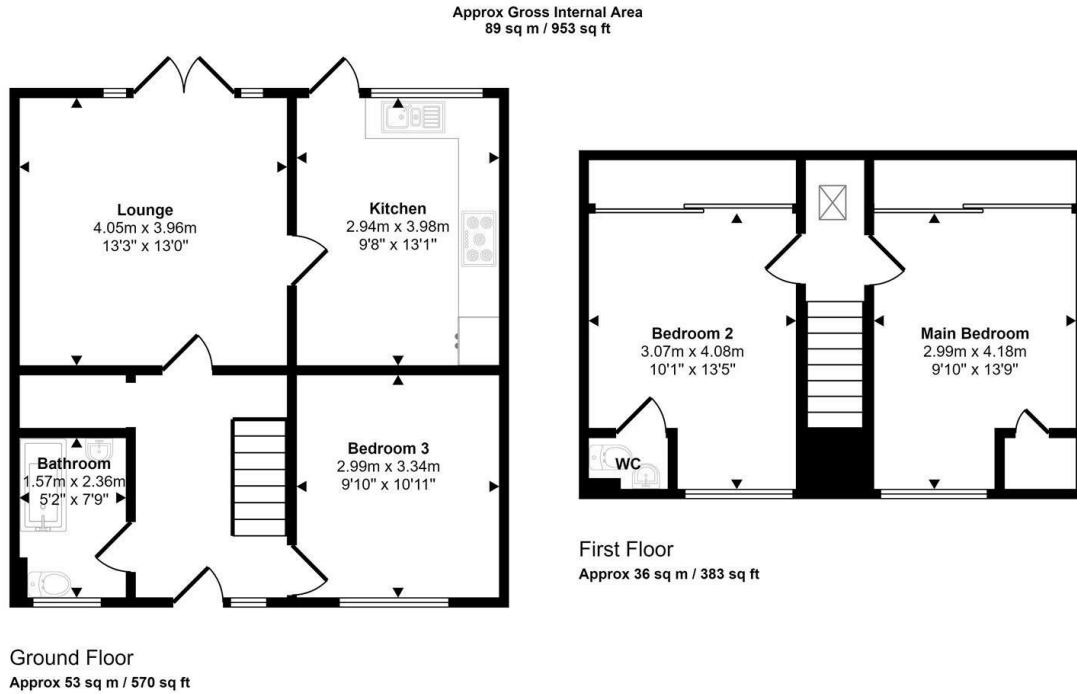 Approx Gross Internal Area
89 sq m / 953 sq ft
Lounge
4.05m x 3.96m
13'3" x 13'0"
Kitchen
2.94m x 3.98m
9'8" x 13'1"
Bathroom
1.57m x 2.36m
5'2" x 7'9"
Bedroom 3
2.99m x 3.34m
9'10" x 10'11"
Ground Floor
Approx 53 sq m / 570 sq ft
Bedroom 2
3.07m x 4.08m
10'1" x 13'5"
Main Bedroom
2.99m x 4.18m
9'10" x 13'9"
WC
First Floor
Approx 36 sq m / 383 sq ft